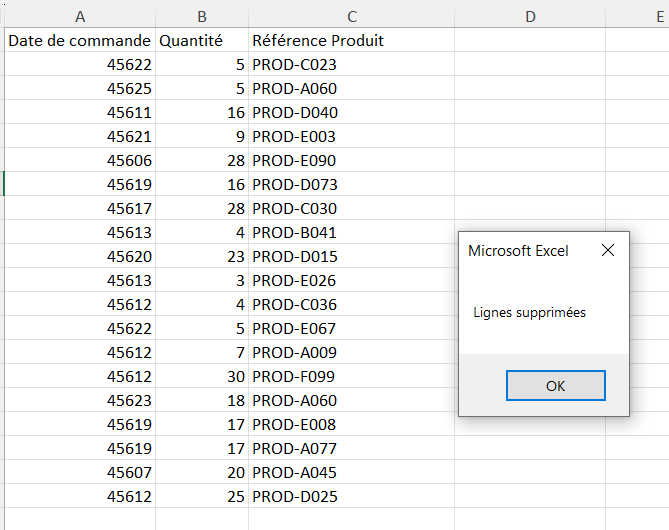 A B C D E
Date de commande Quantité Référence Produit
45622 5 PROD-C023
45625 5 PROD-A060
45611 16 PROD-D040
45621 9 PROD-E003
45606 28 PROD-E090
45619 16 PROD-D073
45617 28 PROD-C030
45613 4 PROD-B041
45620 23 PROD-D015
45613 3 PROD-E026
45612 4 PROD-C036
45622 5 PROD-E067
45612 7 PROD-A009
45612 30 PROD-F099
45623 18 PROD-A060
45619 17 PROD-E008
45619 17 PROD-A077
45607 20 PROD-A045
45612 25 PROD-D025
Microsoft Excel
Lignes supprimées
OK